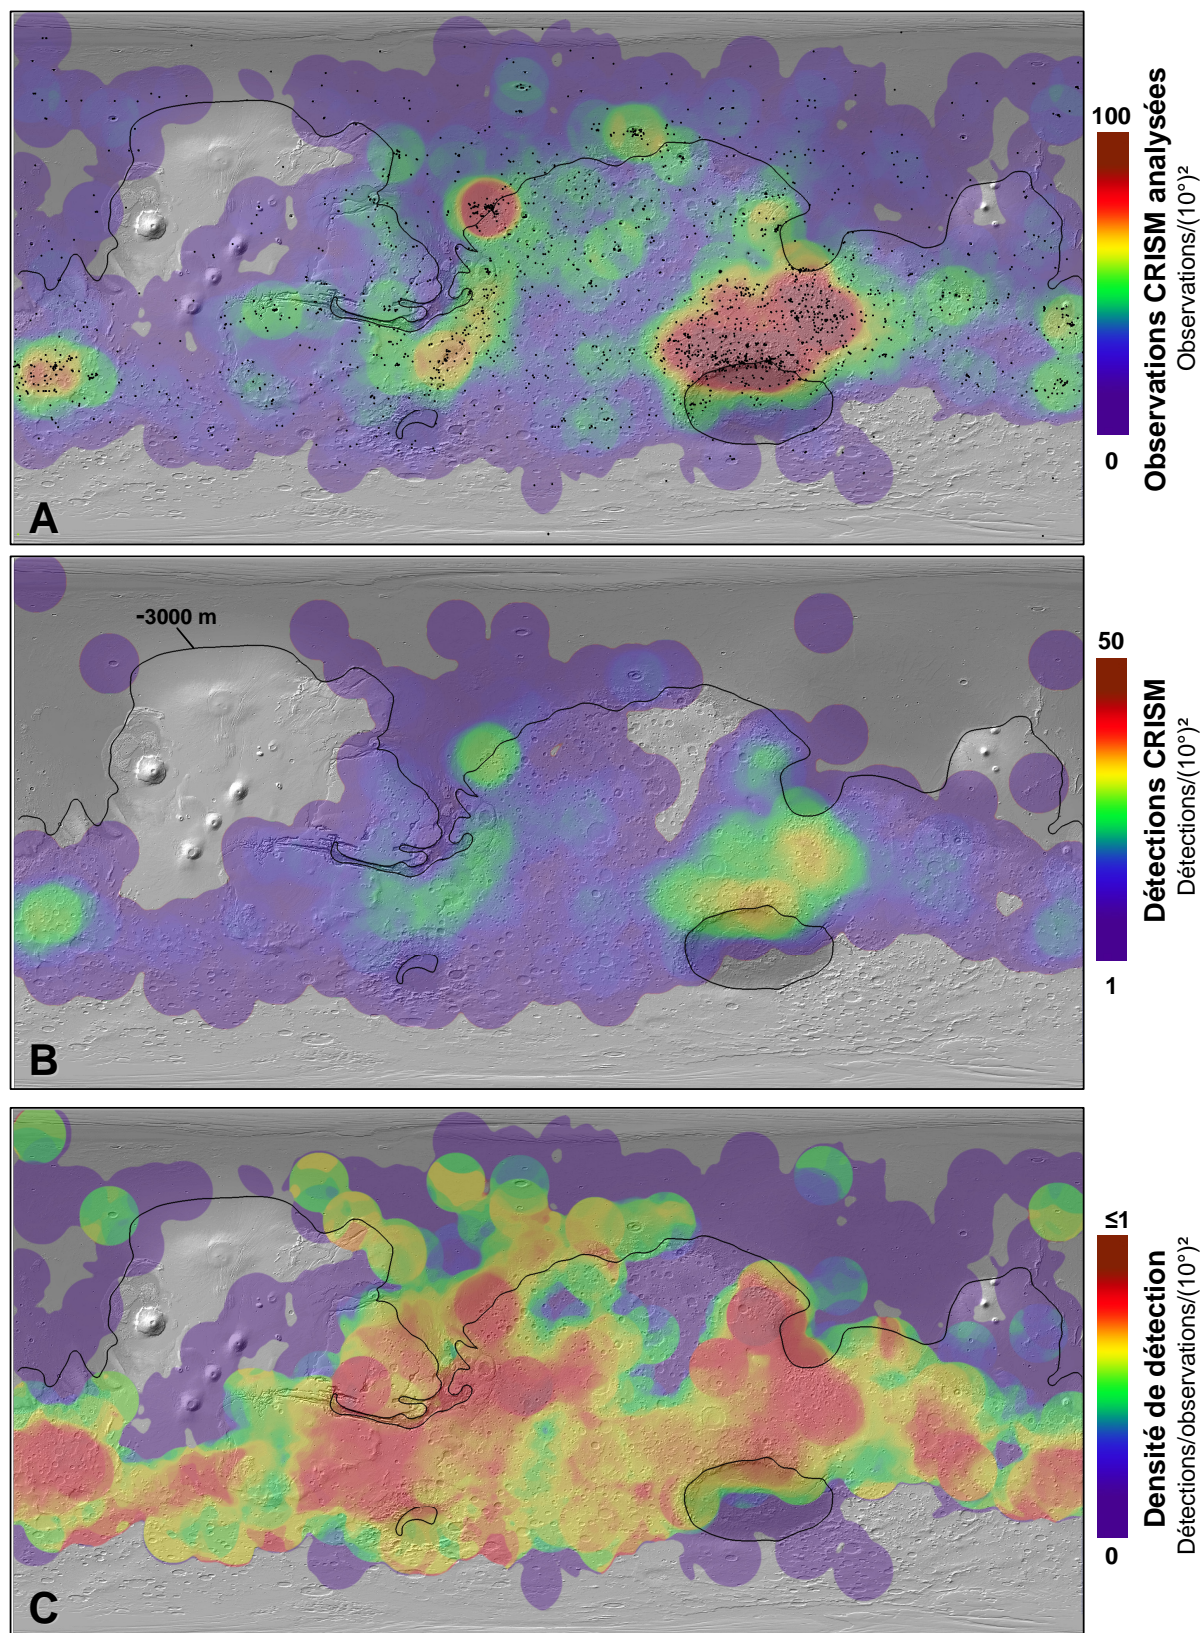 A
100
0
Observations CRISM analysées
Observations/(10°)²
-3000 m
B
50
1
Détections CRISM
Détections/(10°)²
C
≤1
0
Densité de détection
Détections/observations/(10°)²